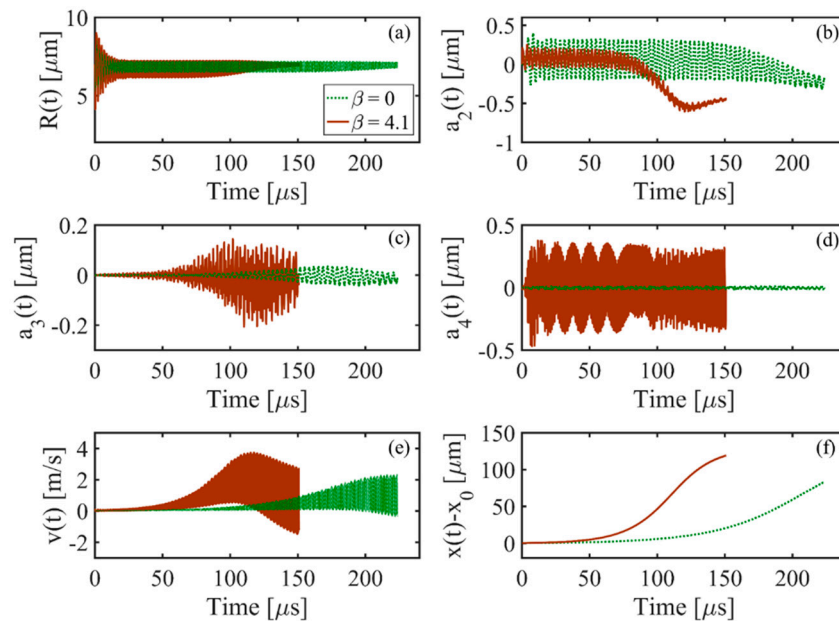 10
5
R(t) [μm]
(a)
β = 0
β = 4.1
0 50 100 150 200
Time [μs]
0.5
0
-0.5
-1
a2(t) [μm]
(b)
0 50 100 150 200
Time [μs]
0.2
0
-0.2
a3(t) [μm]
(c)
0 50 100 150 200
Time [μs]
0.5
0
-0.5
a4(t) [μm]
(d)
0 50 100 150 200
Time [μs]
4
2
0
-2
v(t) [m/s]
(e)
0 50 100 150 200
Time [μs]
150
100
50
0
x(t)-x0 [μm]
(f)
0 50 100 150 200
Time [μs]